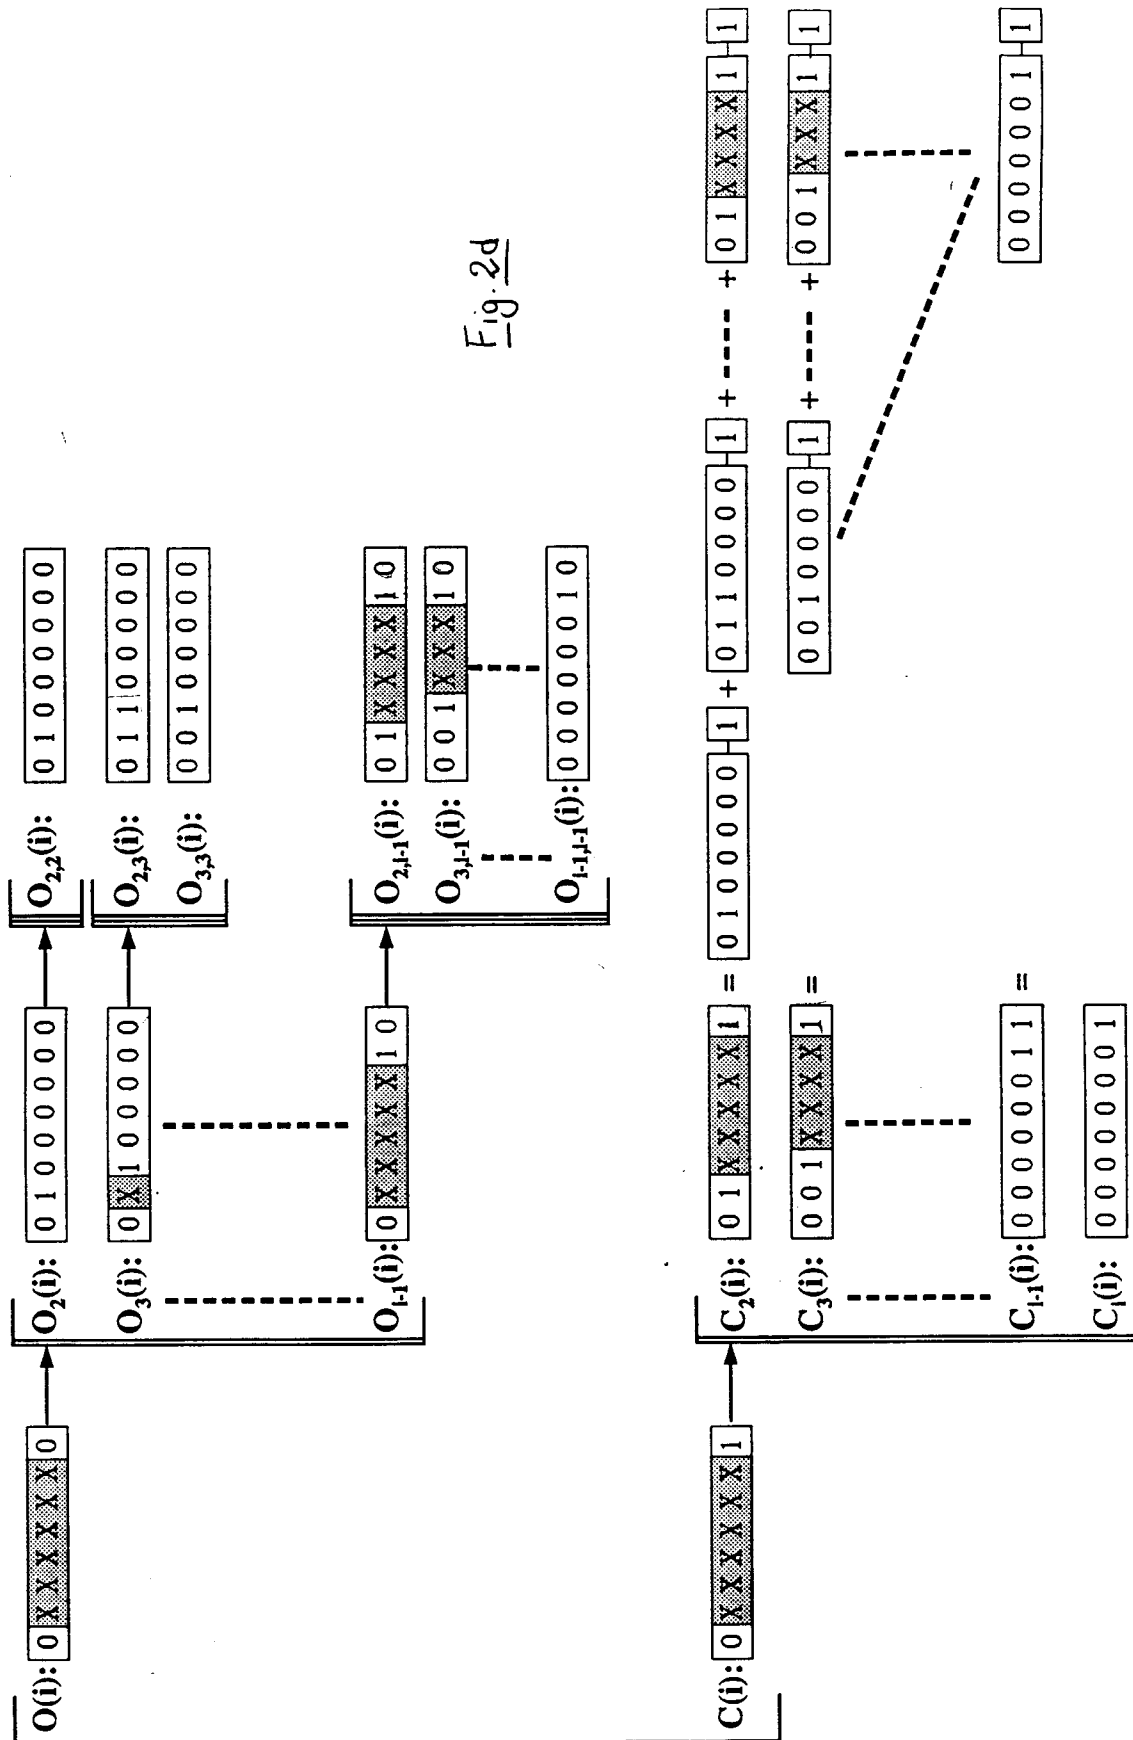 O(i): 0 X X X X X X 0
O₂(i): 0 1 0 0 0 0 0 0
O₃(i): 0 X 1 0 0 0 0 0
Oₗ₋₁(i): 0 X X X X X 1 0
O₂,₂(i): 0 1 0 0 0 0 0 0
O₂,₃(i): 0 1 1 0 0 0 0 0
O₃,₃(i): 0 0 1 0 0 0 0 0
O₂,ₗ₋₁(i): 0 1 X X X X 1 0
O₃,ₗ₋₁(i): 0 0 1 X X X 1 0
Oₗ₋₁,ₗ₋₁(i): 0 0 0 0 0 0 1 0
Fig. 2d
C(i): 0 X X X X X X 1
C₂(i): 0 1 X X X X X 1 = 0 1 0 0 0 0 0 1 + 0 1 1 0 0 0 0 1 + + 0 1 X X X X 1 1
C₃(i): 0 0 1 X X X X 1 = 0 0 1 0 0 0 0 1 + + 0 0 1 X X X 1 1
Cₗ₋₁(i): 0 0 0 0 0 0 1 1 = 0 0 0 0 0 0 1 1
Cₗ(i): 0 0 0 0 0 0 0 1